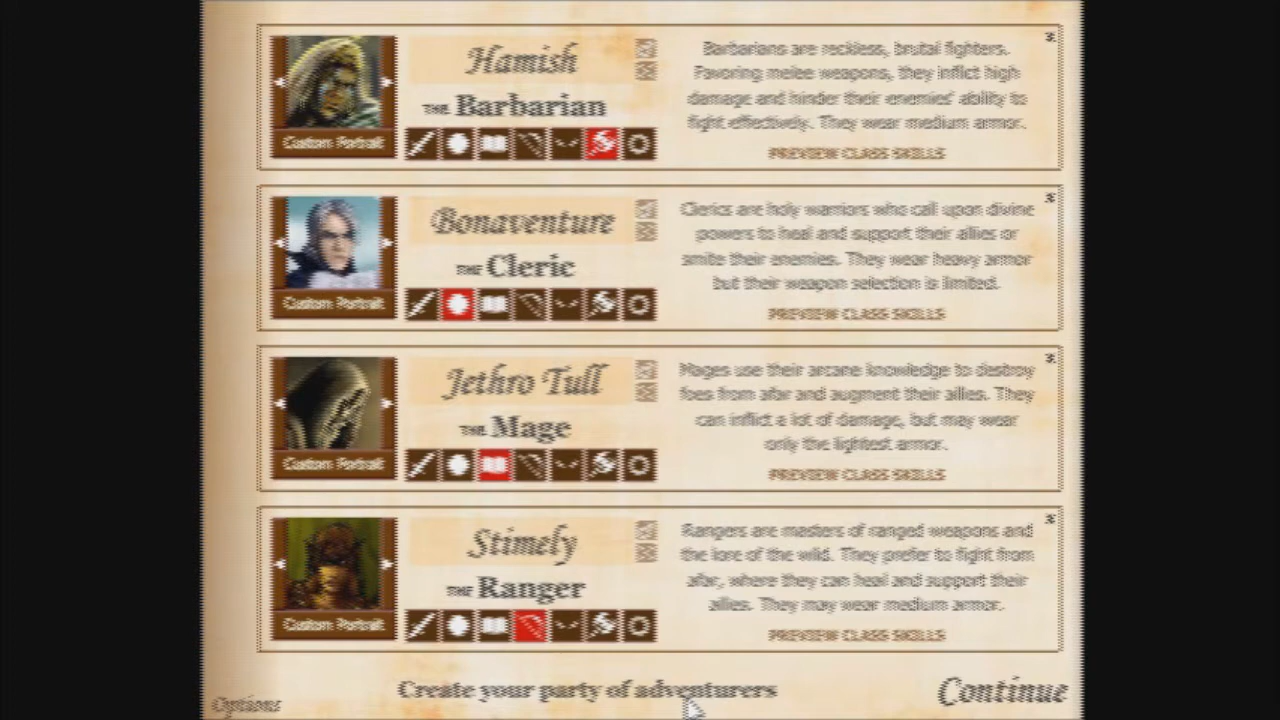 Hamish
THE Barbarian
Custom Portrait
Barbarians are reckless, brutal fighters.
Favoring melee weapons, they inflict high
damage and hinder their enemies' ability to
fight effectively. They wear medium armor.
PREVIEW CLASS SKILLS
Bonaventure
THE Cleric
Custom Portrait
Clerics are holy warriors who call upon divine
powers to heal and support their allies or
smite their enemies. They wear heavy armor
but their weapon selection is limited.
PREVIEW CLASS SKILLS
Jethro Tull
THE Mage
Custom Portrait
Mages use their arcane knowledge to destroy
foes from afar and augment their allies. They
can inflict a lot of damage, but may wear
only the lightest armor.
PREVIEW CLASS SKILLS
Stimely
THE Ranger
Custom Portrait
Rangers are masters of ranged weapons and
the lore of the wild. They prefer to fight from
afar, where they can heal and support their
allies. They may wear medium armor.
PREVIEW CLASS SKILLS
Options
Create your party of adventurers
Continue